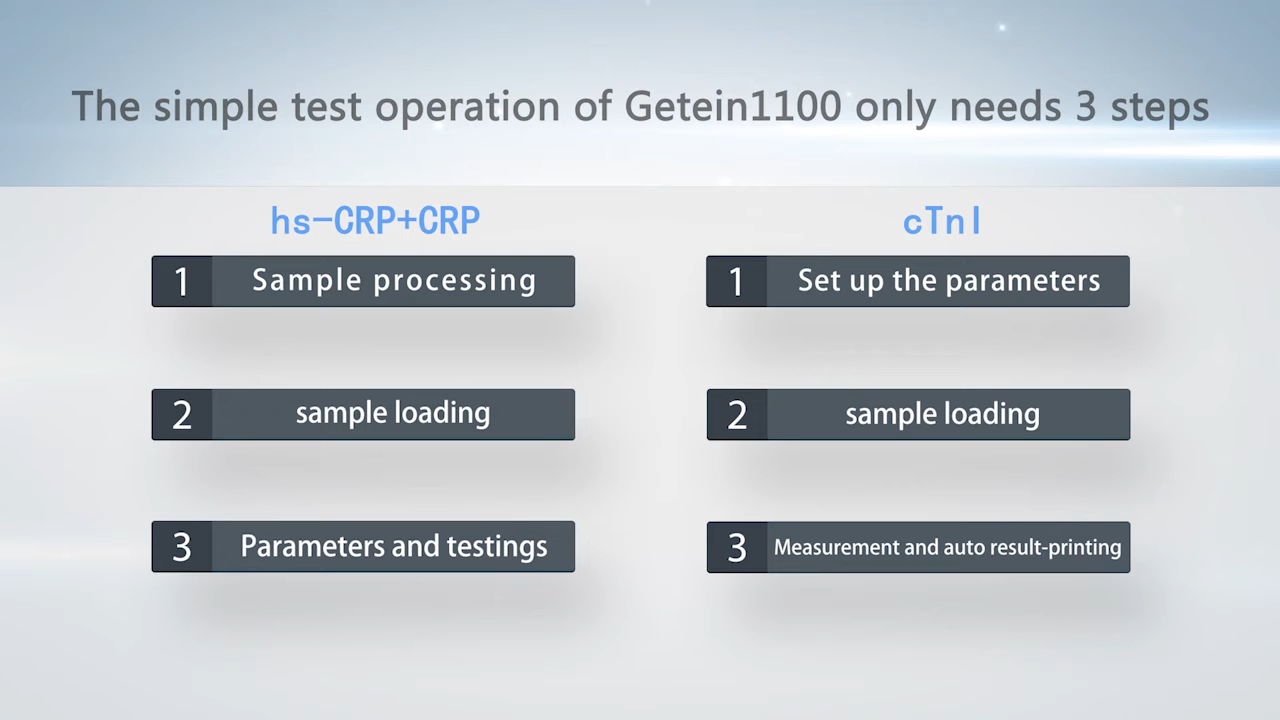 The simple test operation of Getein1100 only needs 3 steps
hs-CRP+CRP
1 Sample processing
2 sample loading
3 Parameters and testings
cTnI
1 Set up the parameters
2 sample loading
3 Measurement and auto result-printing